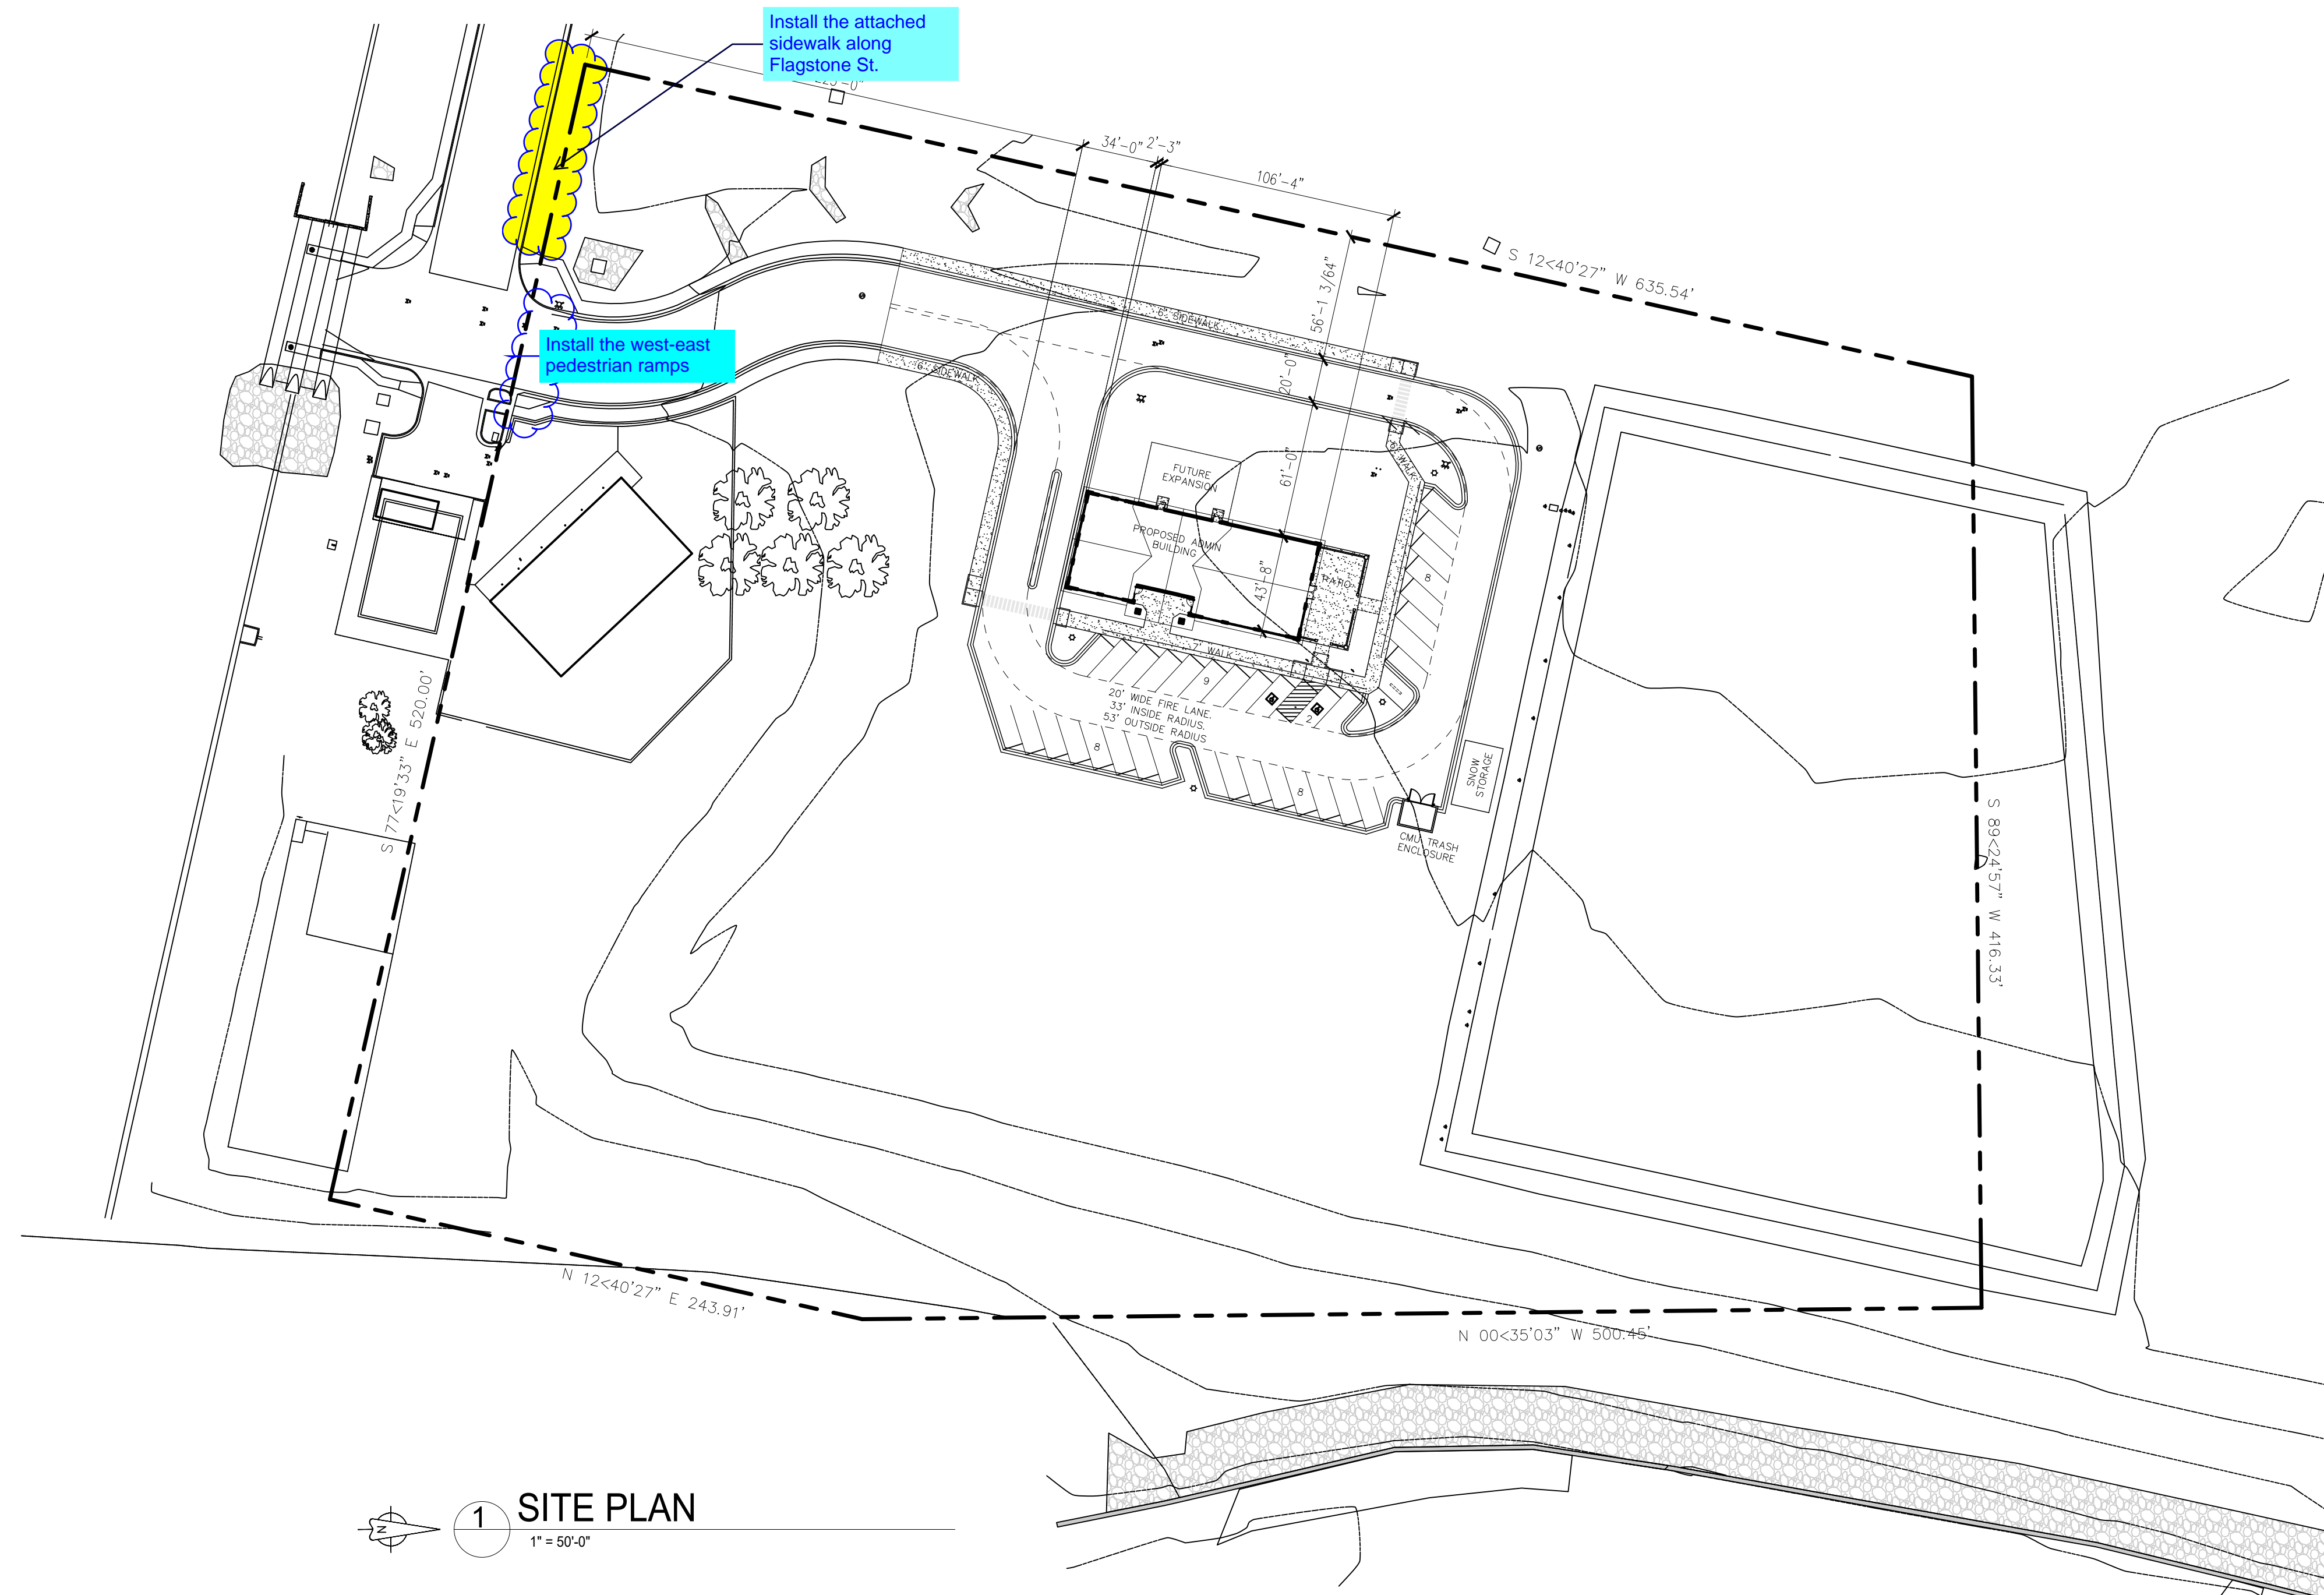 Install the attached
sidewalk along
Flagstone St.
34'-0"
2'-3"
106'-4"
S 12<40'27" W 635.54'
56'-1 3/64"
6' SIDEWALK
Install the west-east
pedestrian ramps
6' SIDEWALK
20'-0"
61'-0"
6' WALK
FUTURE
EXPANSION
PROPOSED ADMIN
BUILDING
43'-8"
8
7' WALK
9
2
20' WIDE FIRE LANE.
33' INSIDE RADIUS.
53' OUTSIDE RADIUS
8
8
SNOW
STORAGE
CMU TRASH
ENCLOSURE
S 77<19'33" E 520.00'
S 89<24'57" W 416.33'
N 12<40'27" E 243.91'
N 00<35'03" W 500.45'
N
1
SITE PLAN
1" = 50'-0"